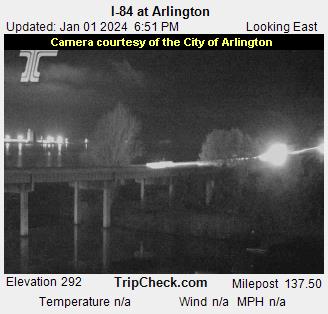 I-84 at Arlington
Updated: Jan 01 2024 6:51 PM Looking East
Camera courtesy of the City of Arlington
Elevation 292 TripCheck.com Milepost 137.50
Temperature n/a Wind n/a MPH n/a